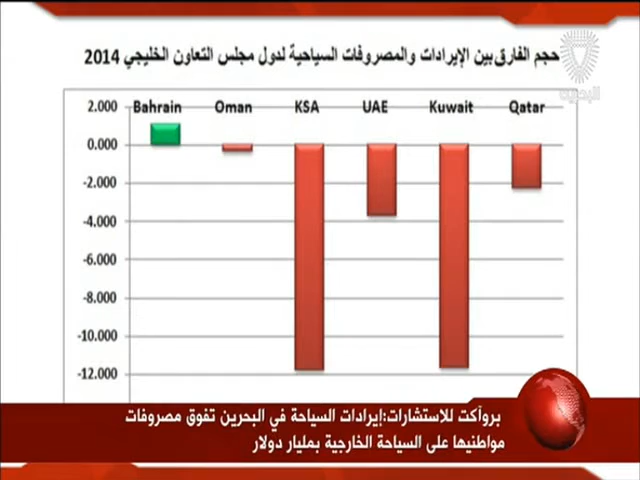 حجم الفارق بين الإيرادات والمصروفات السياحية لدول مجلس التعاون الخليجي 2014
البحرين
2.000
Bahrain Oman KSA UAE Kuwait Qatar
0.000
-2.000
-4.000
-6.000
-8.000
-10.000
-12.000
بروآكت للاستشارات:إيرادات السياحة في البحرين تفوق مصروفات
مواطنيها على السياحة الخارجية بمليار دولار